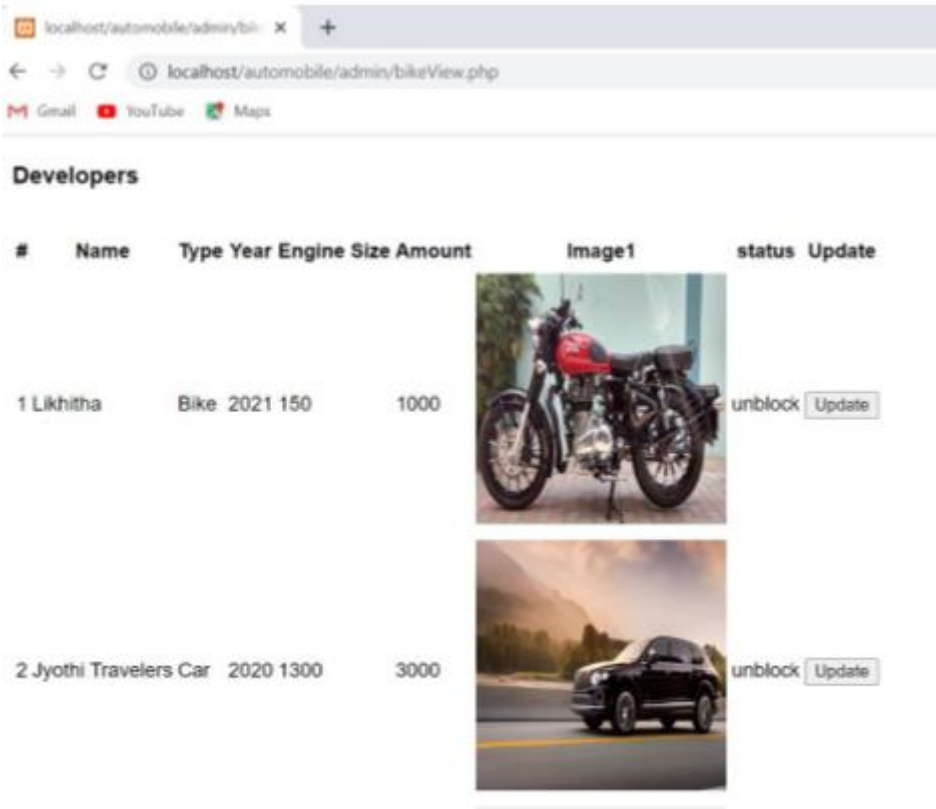 localhost/automobile/admin/bik
localhost/automobile/admin/bikeView.php
Gmail YouTube Maps
Developers
# Name Type Year Engine Size Amount Image1 status Update
1 Likhitha Bike 2021 150 1000 unblock Update
2 Jyothi Travelers Car 2020 1300 3000 unblock Update